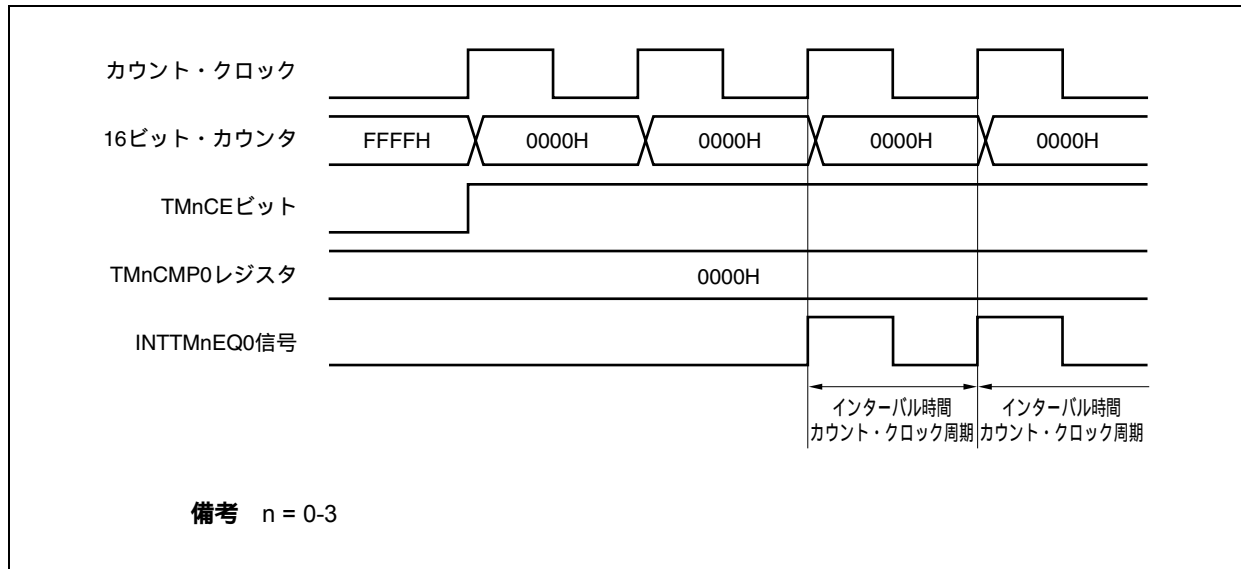 カウント・クロック
16ビット・カウンタ
FFFFH 0000H 0000H 0000H 0000H
TMnCEビット
TMnCMP0レジスタ
0000H
INTTMnEQ0信号
インターバル時間 インターバル時間
カウント・クロック周期 カウント・クロック周期
備考 n = 0-3